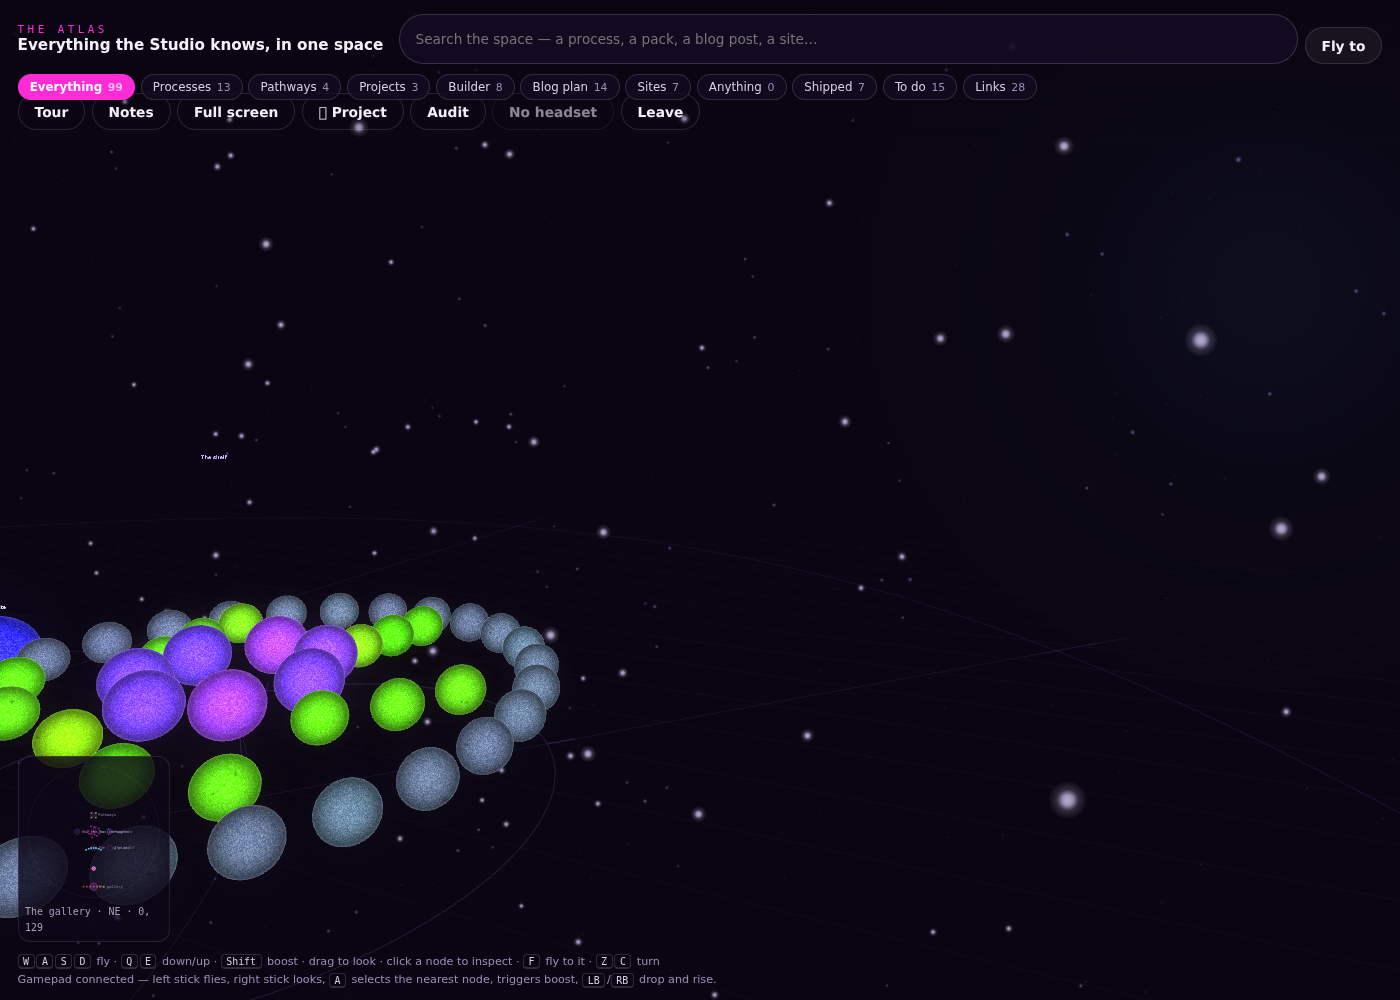 THE ATLAS
Everything the Studio knows, in one space
Search the space — a process, a pack, a blog post, a site...
Fly to
Everything 99
Processes 13
Pathways 4
Projects 3
Builder 8
Blog plan 14
Sites 7
Anything 0
Shipped 7
To do 15
Links 28
Tour
Notes
Full screen
Project
Audit
No headset
Leave
The shelf
Pathways
The gallery · NE · 0,
129
W A S D fly · Q E down/up · Shift boost · drag to look · click a node to inspect · F fly to it · Z C turn
Gamepad connected — left stick flies, right stick looks, A selects the nearest node, triggers boost, LB/RB drop and rise.